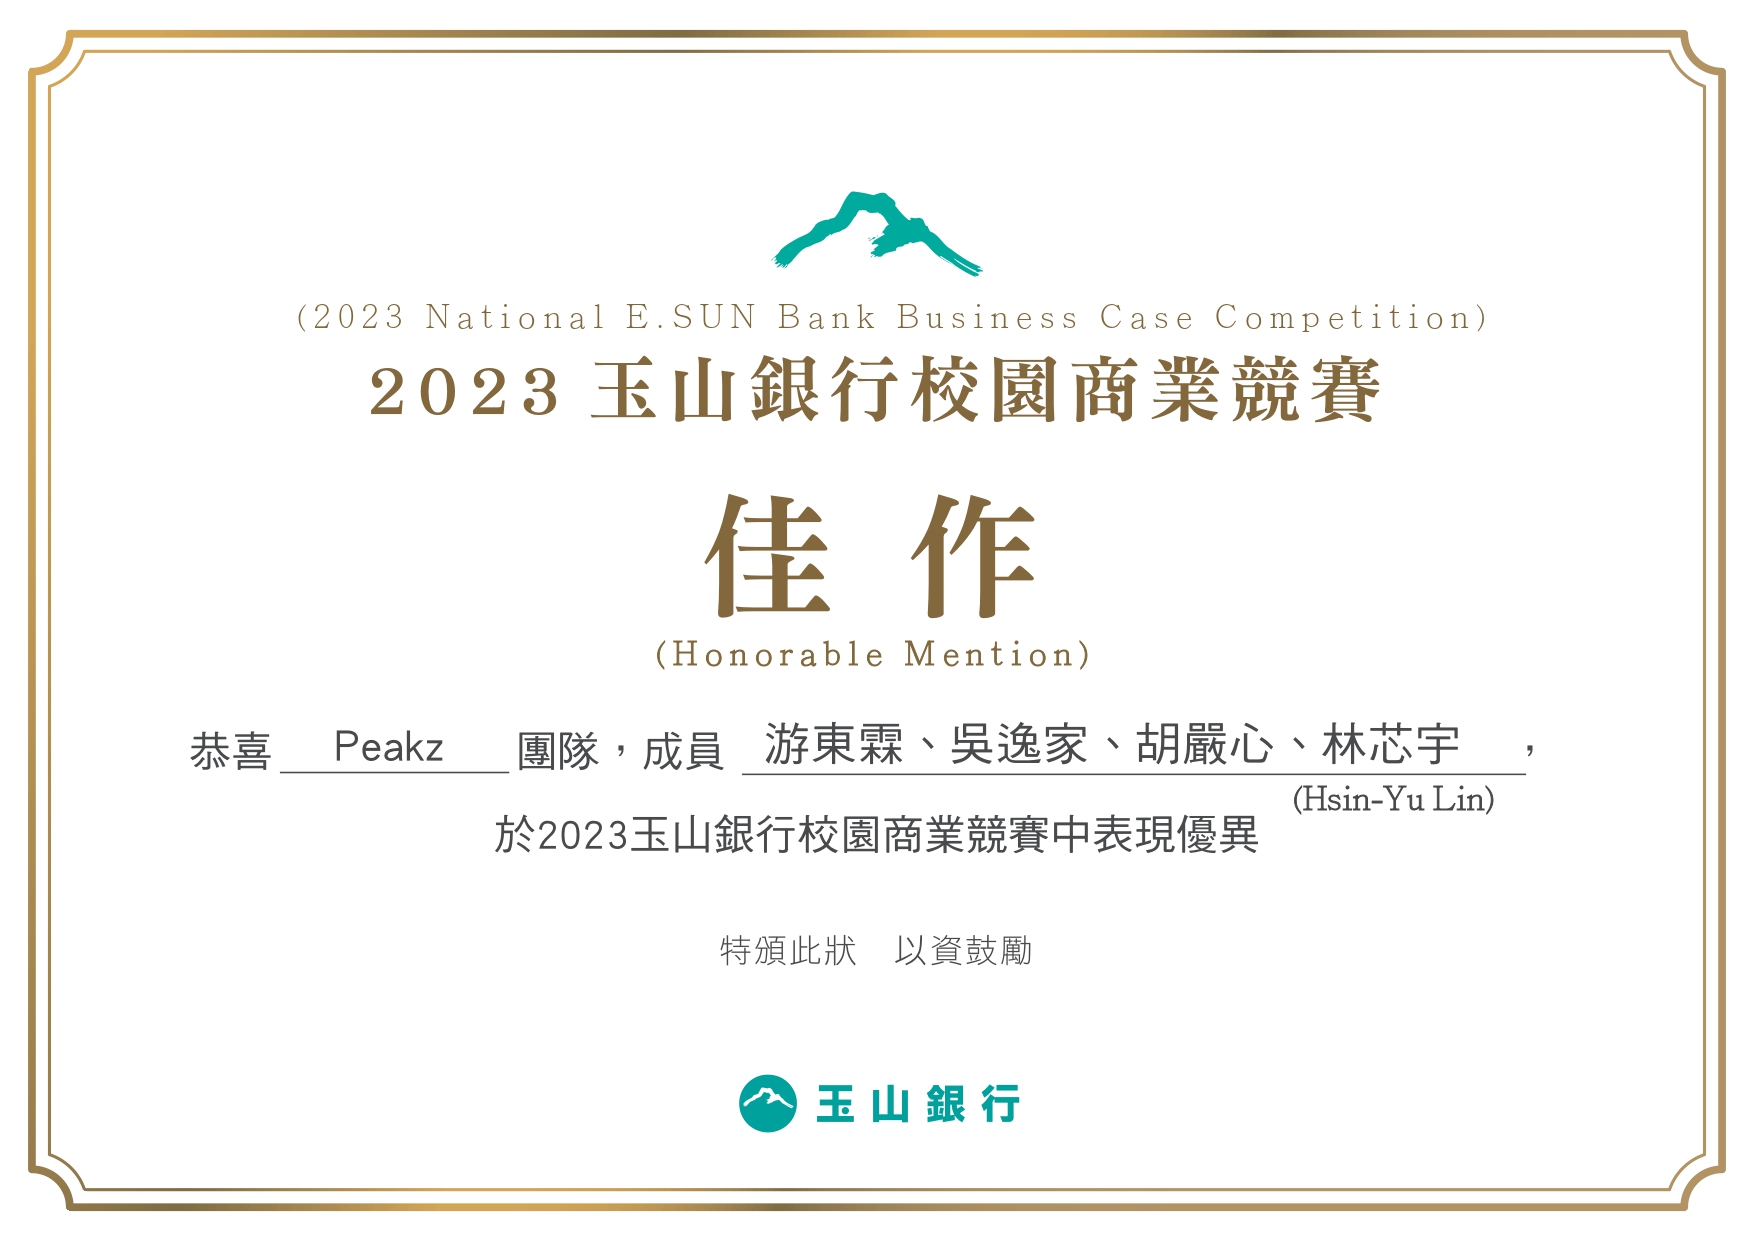 (2023 National E.SUN Bank Business Case Competition)
2023 玉山銀行校園商業競賽
佳作
(Honorable Mention)
恭喜 Peakz 團隊，成員 游東霖、吳逸家、胡嚴心、林芯宇，
(Hsin-Yu Lin)
於2023玉山銀行校園商業競賽中表現優異
特頒此狀　以資鼓勵
玉山銀行